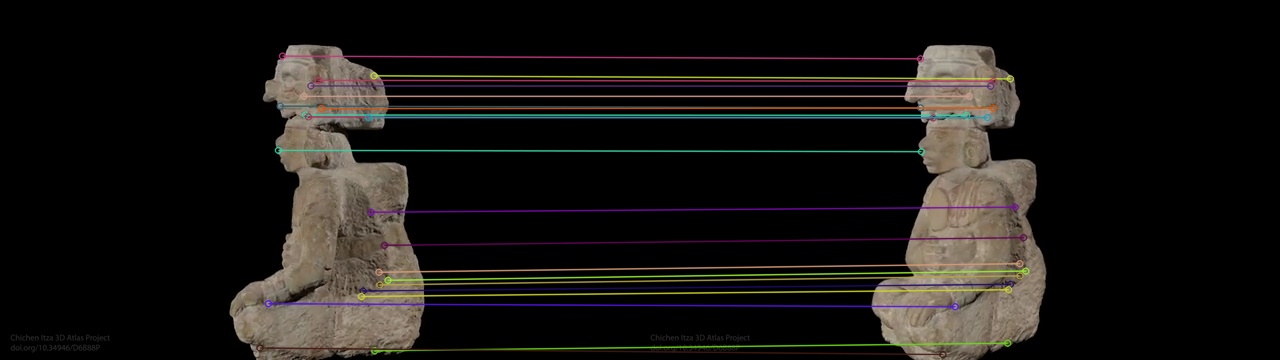 Chichen Itza 3D Atlas Project
doi.org/10.34946/D6888P
Chichen Itza 3D Atlas Project